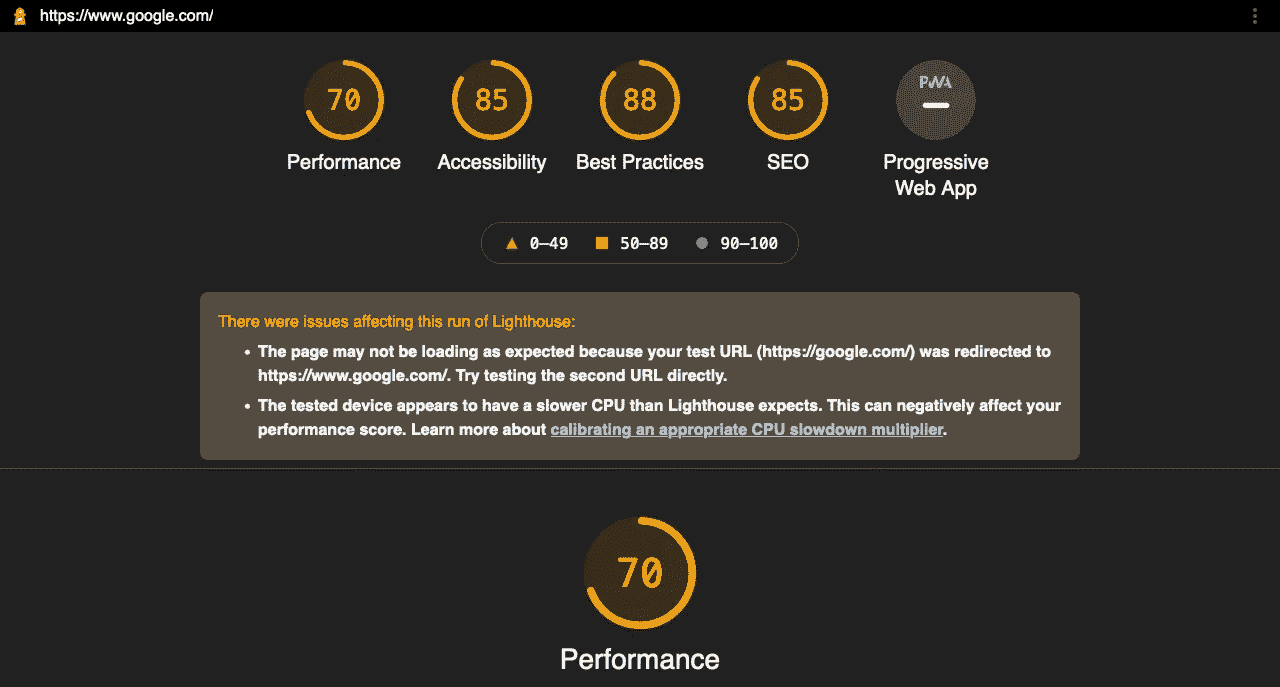 https://www.google.com/
70
85
88
85
PWA
Performance
Accessibility
Best Practices
SEO
Progressive
Web App
0–49
50–89
90–100
There were issues affecting this run of Lighthouse:
• The page may not be loading as expected because your test URL (https://google.com/) was redirected to
https://www.google.com/. Try testing the second URL directly.
• The tested device appears to have a slower CPU than Lighthouse expects. This can negatively affect your
performance score. Learn more about calibrating an appropriate CPU slowdown multiplier.
70
Performance